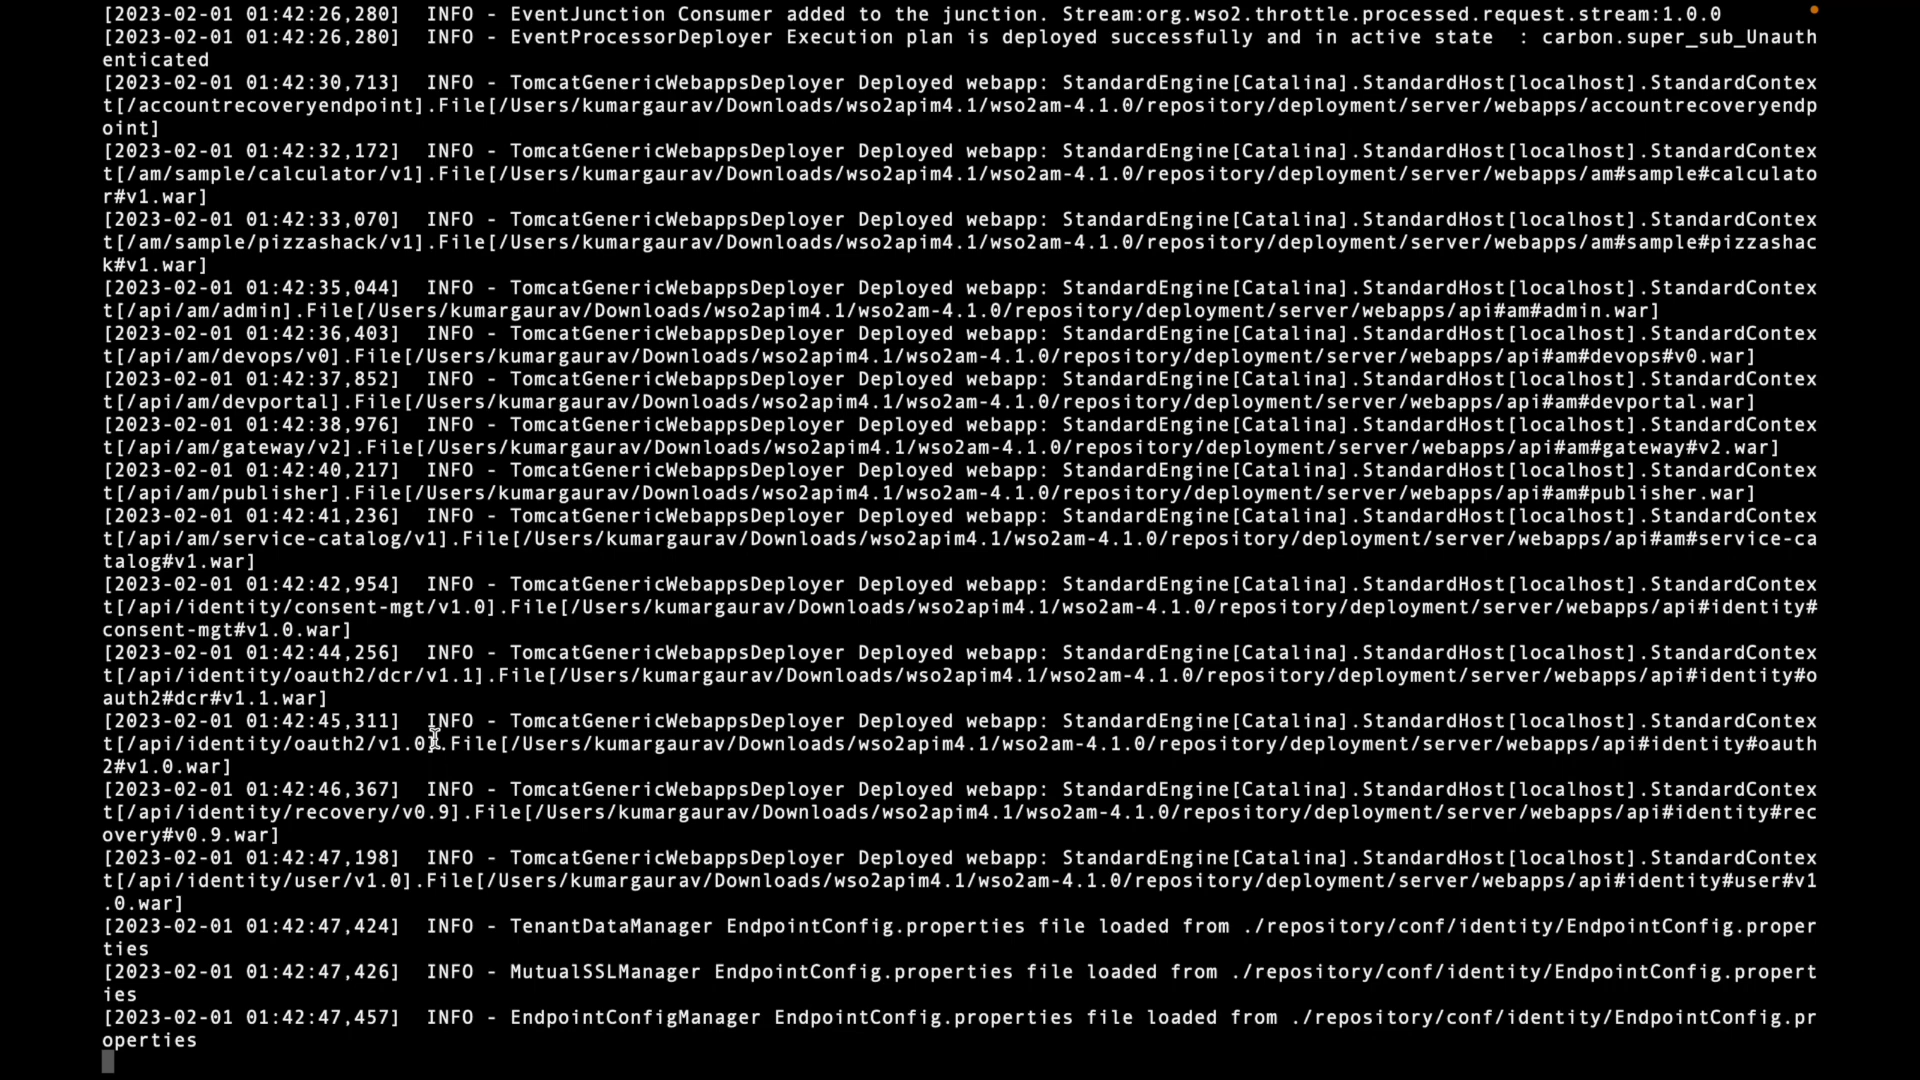 [2023-02-01 01:42:26,280]  INFO - EventJunction Consumer added to the junction. Stream:org.wso2.throttle.processed.request.stream:1.0.0
[2023-02-01 01:42:26,280]  INFO - EventProcessorDeployer Execution plan is deployed successfully and in active state  : carbon.super_sub_Unauth
enticated
[2023-02-01 01:42:30,713]  INFO - TomcatGenericWebappsDeployer Deployed webapp: StandardEngine[Catalina].StandardHost[localhost].StandardContex
t[/accountrecoveryendpoint].File[/Users/kumargaurav/Downloads/wso2apim4.1/wso2am-4.1.0/repository/deployment/server/webapps/accountrecoveryendp
oint]
[2023-02-01 01:42:32,172]  INFO - TomcatGenericWebappsDeployer Deployed webapp: StandardEngine[Catalina].StandardHost[localhost].StandardContex
t[/am/sample/calculator/v1].File[/Users/kumargaurav/Downloads/wso2apim4.1/wso2am-4.1.0/repository/deployment/server/webapps/am#sample#calculato
r#v1.war]
[2023-02-01 01:42:33,070]  INFO - TomcatGenericWebappsDeployer Deployed webapp: StandardEngine[Catalina].StandardHost[localhost].StandardContex
t[/am/sample/pizzashack/v1].File[/Users/kumargaurav/Downloads/wso2apim4.1/wso2am-4.1.0/repository/deployment/server/webapps/am#sample#pizzashac
k#v1.war]
[2023-02-01 01:42:35,044]  INFO - TomcatGenericWebappsDeployer Deployed webapp: StandardEngine[Catalina].StandardHost[localhost].StandardContex
t[/api/am/admin].File[/Users/kumargaurav/Downloads/wso2apim4.1/wso2am-4.1.0/repository/deployment/server/webapps/api#am#admin.war]
[2023-02-01 01:42:36,403]  INFO - TomcatGenericWebappsDeployer Deployed webapp: StandardEngine[Catalina].StandardHost[localhost].StandardContex
t[/api/am/devops/v0].File[/Users/kumargaurav/Downloads/wso2apim4.1/wso2am-4.1.0/repository/deployment/server/webapps/api#am#devops#v0.war]
[2023-02-01 01:42:37,852]  INFO - TomcatGenericWebappsDeployer Deployed webapp: StandardEngine[Catalina].StandardHost[localhost].StandardContex
t[/api/am/devportal].File[/Users/kumargaurav/Downloads/wso2apim4.1/wso2am-4.1.0/repository/deployment/server/webapps/api#am#devportal.war]
[2023-02-01 01:42:38,976]  INFO - TomcatGenericWebappsDeployer Deployed webapp: StandardEngine[Catalina].StandardHost[localhost].StandardContex
t[/api/am/gateway/v2].File[/Users/kumargaurav/Downloads/wso2apim4.1/wso2am-4.1.0/repository/deployment/server/webapps/api#am#gateway#v2.war]
[2023-02-01 01:42:40,217]  INFO - TomcatGenericWebappsDeployer Deployed webapp: StandardEngine[Catalina].StandardHost[localhost].StandardContex
t[/api/am/publisher].File[/Users/kumargaurav/Downloads/wso2apim4.1/wso2am-4.1.0/repository/deployment/server/webapps/api#am#publisher.war]
[2023-02-01 01:42:41,236]  INFO - TomcatGenericWebappsDeployer Deployed webapp: StandardEngine[Catalina].StandardHost[localhost].StandardContex
t[/api/am/service-catalog/v1].File[/Users/kumargaurav/Downloads/wso2apim4.1/wso2am-4.1.0/repository/deployment/server/webapps/api#am#service-ca
talog#v1.war]
[2023-02-01 01:42:42,954]  INFO - TomcatGenericWebappsDeployer Deployed webapp: StandardEngine[Catalina].StandardHost[localhost].StandardContex
t[/api/identity/consent-mgt/v1.0].File[/Users/kumargaurav/Downloads/wso2apim4.1/wso2am-4.1.0/repository/deployment/server/webapps/api#identity#
consent-mgt#v1.0.war]
[2023-02-01 01:42:44,256]  INFO - TomcatGenericWebappsDeployer Deployed webapp: StandardEngine[Catalina].StandardHost[localhost].StandardContex
t[/api/identity/oauth2/dcr/v1.1].File[/Users/kumargaurav/Downloads/wso2apim4.1/wso2am-4.1.0/repository/deployment/server/webapps/api#identity#o
auth2#dcr#v1.1.war]
[2023-02-01 01:42:45,311]  INFO - TomcatGenericWebappsDeployer Deployed webapp: StandardEngine[Catalina].StandardHost[localhost].StandardContex
t[/api/identity/oauth2/v1.0].File[/Users/kumargaurav/Downloads/wso2apim4.1/wso2am-4.1.0/repository/deployment/server/webapps/api#identity#oauth
2#v1.0.war]
[2023-02-01 01:42:46,367]  INFO - TomcatGenericWebappsDeployer Deployed webapp: StandardEngine[Catalina].StandardHost[localhost].StandardContex
t[/api/identity/recovery/v0.9].File[/Users/kumargaurav/Downloads/wso2apim4.1/wso2am-4.1.0/repository/deployment/server/webapps/api#identity#rec
overy#v0.9.war]
[2023-02-01 01:42:47,198]  INFO - TomcatGenericWebappsDeployer Deployed webapp: StandardEngine[Catalina].StandardHost[localhost].StandardContex
t[/api/identity/user/v1.0].File[/Users/kumargaurav/Downloads/wso2apim4.1/wso2am-4.1.0/repository/deployment/server/webapps/api#identity#user#v1
.0.war]
[2023-02-01 01:42:47,424]  INFO - TenantDataManager EndpointConfig.properties file loaded from ./repository/conf/identity/EndpointConfig.proper
ties
[2023-02-01 01:42:47,426]  INFO - MutualSSLManager EndpointConfig.properties file loaded from ./repository/conf/identity/EndpointConfig.propert
ies
[2023-02-01 01:42:47,457]  INFO - EndpointConfigManager EndpointConfig.properties file loaded from ./repository/conf/identity/EndpointConfig.pr
operties